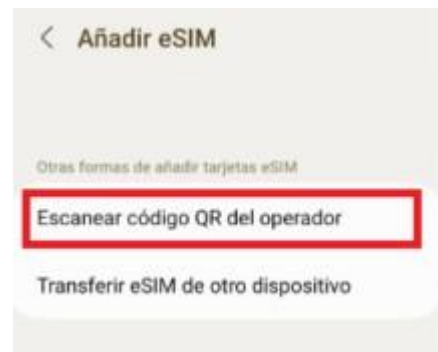 Añadir eSIM
Otras formas de añadir tarjetas eSIM
Escanear código QR del operador
Transferir eSIM de otro dispositivo